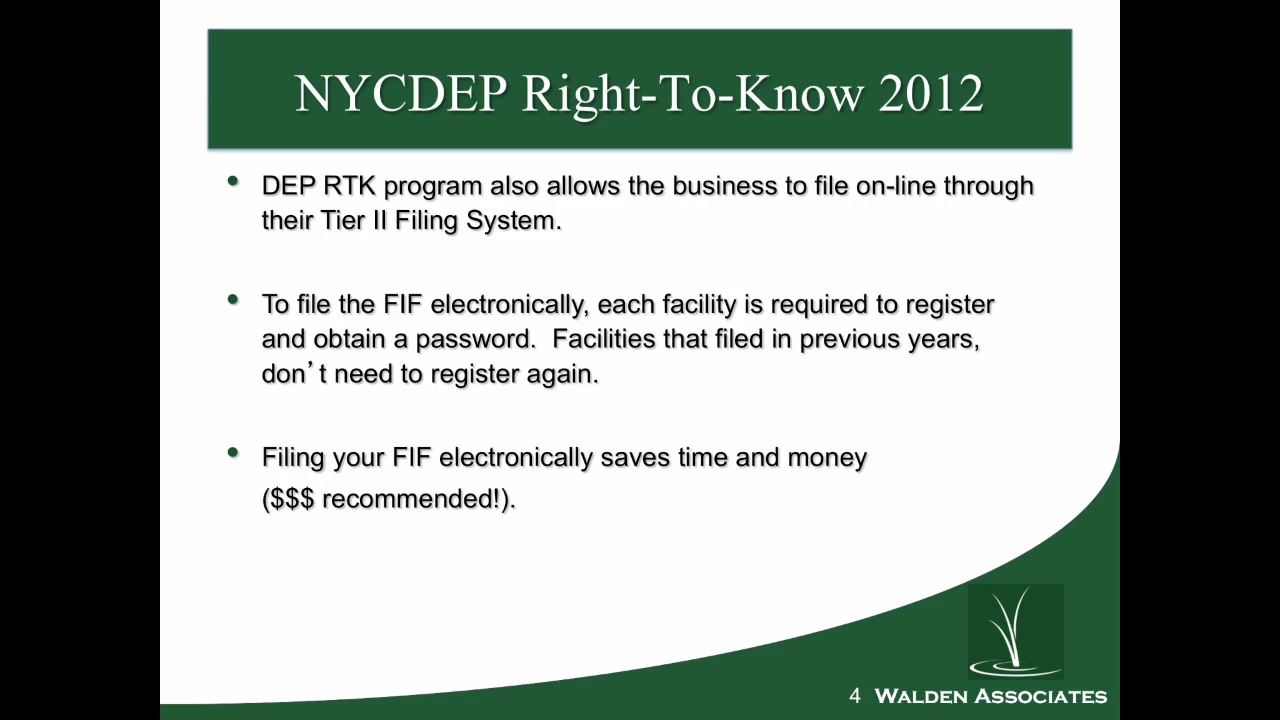 NYCDEP Right-To-Know 2012
• DEP RTK program also allows the business to file on-line through
their Tier II Filing System.
• To file the FIF electronically, each facility is required to register
and obtain a password.  Facilities that filed in previous years,
don’t need to register again.
• Filing your FIF electronically saves time and money
($$$ recommended!).
4 WALDEN ASSOCIATES